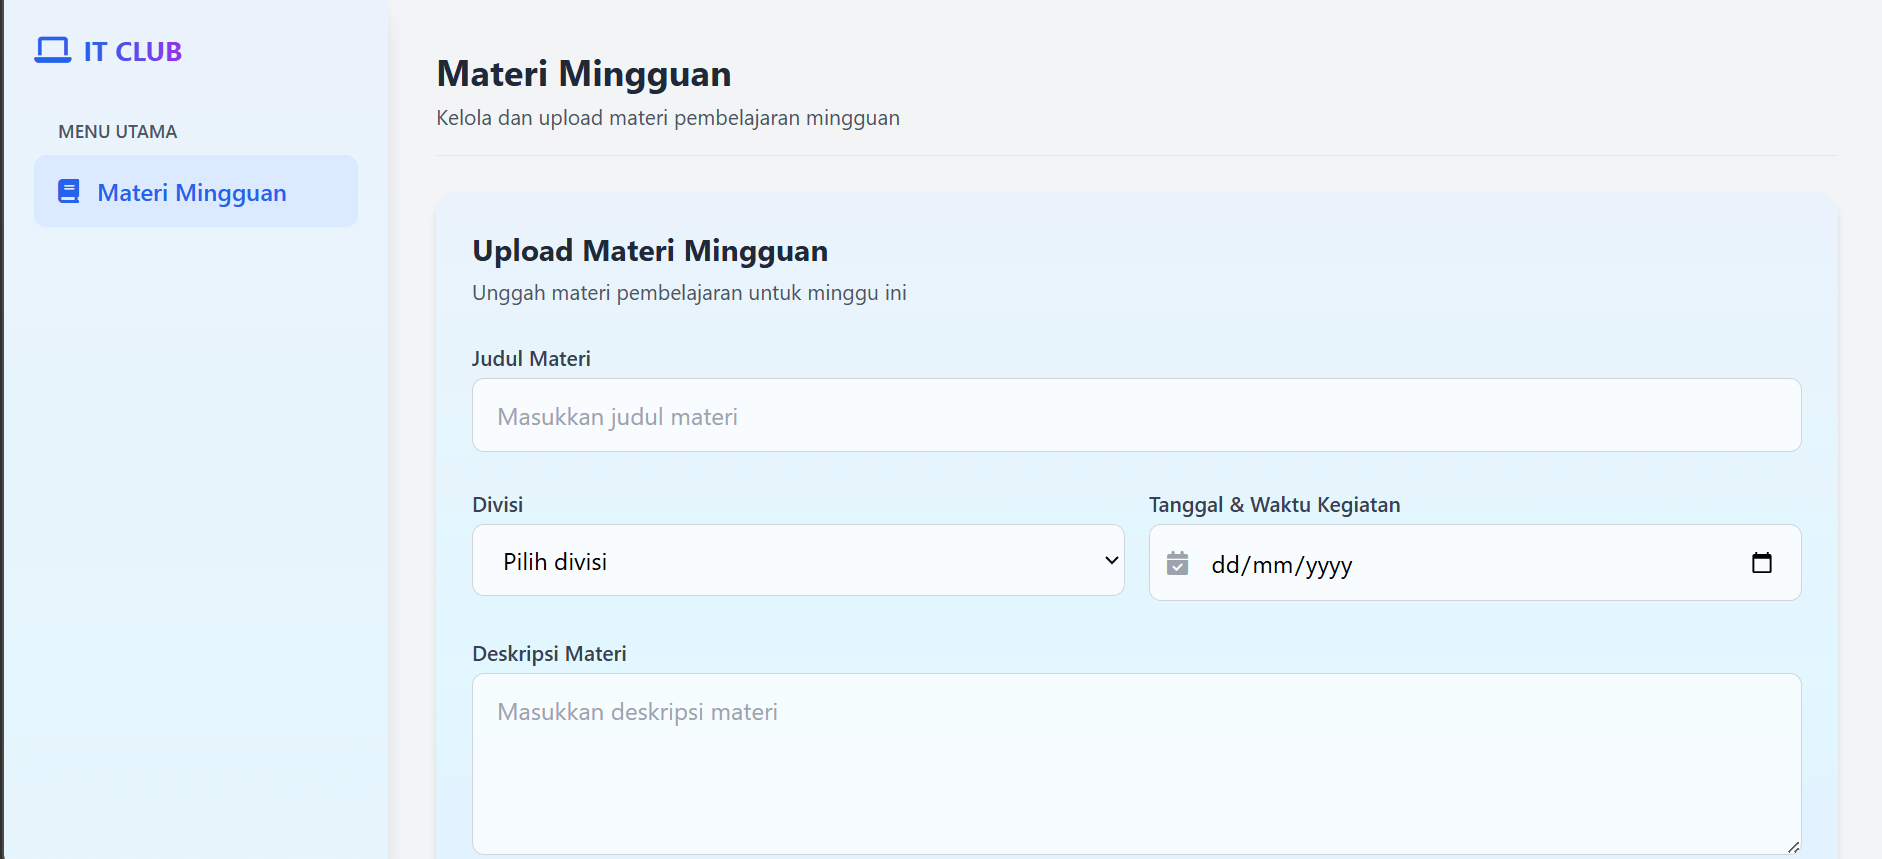 IT CLUB
MENU UTAMA
Materi Mingguan
Materi Mingguan
Kelola dan upload materi pembelajaran mingguan
Upload Materi Mingguan
Unggah materi pembelajaran untuk minggu ini
Judul Materi
Masukkan judul materi
Divisi
Pilih divisi
Tanggal & Waktu Kegiatan
dd/mm/yyyy
Deskripsi Materi
Masukkan deskripsi materi